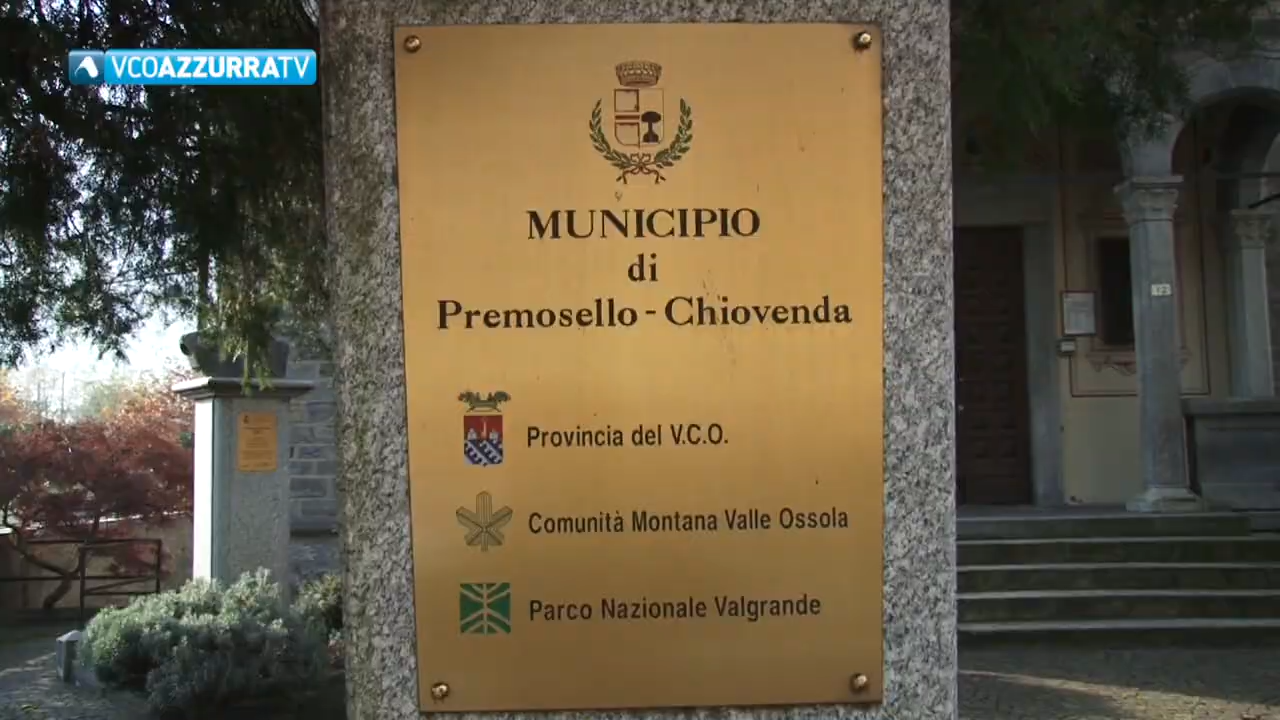 VCOAZZURRATV
MUNICIPIO
di
Premosello - Chiovenda
Provincia del V.C.O.
Comunità Montana Valle Ossola
Parco Nazionale Valgrande